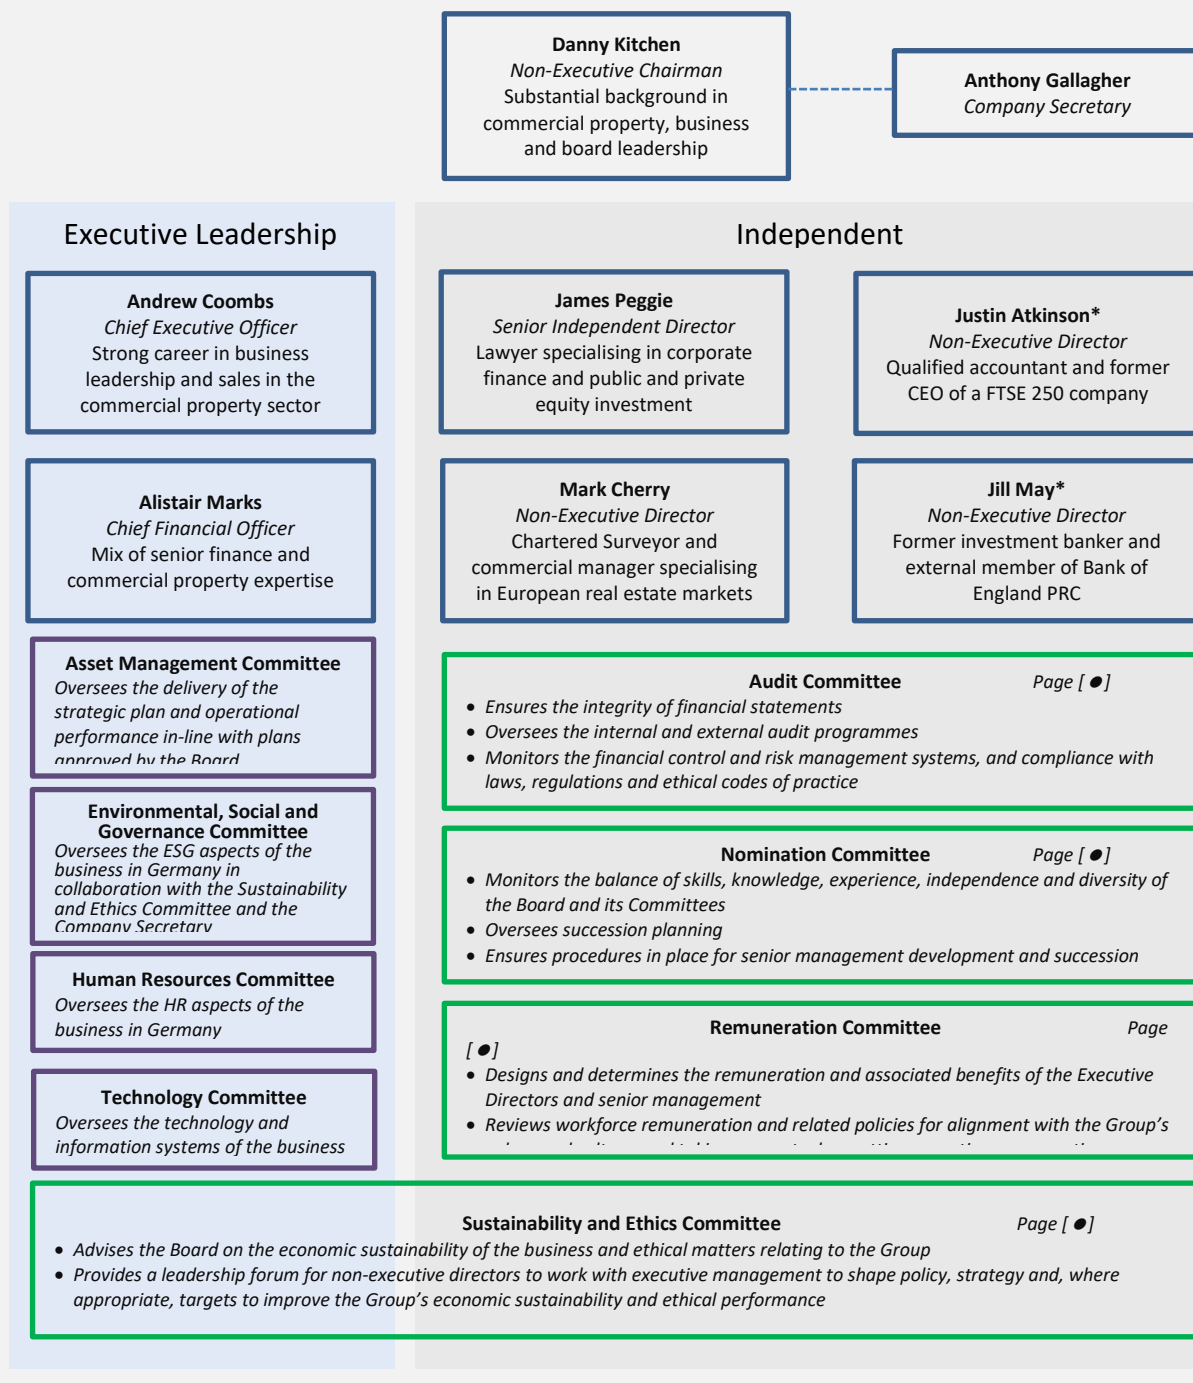 Danny Kitchen
Non-Executive Chairman
Substantial background in
commercial property, business
and board leadership
Anthony Gallagher
Company Secretary
Executive Leadership
Andrew Coombs
Chief Executive Officer
Strong career in business
leadership and sales in the
commercial property sector
Alistair Marks
Chief Financial Officer
Mix of senior finance and
commercial property expertise
Asset Management Committee
Oversees the delivery of the
strategic plan and operational
performance in-line with plans
approved by the Board
Environmental, Social and
Governance Committee
Oversees the ESG aspects of the
business in Germany in
collaboration with the Sustainability
and Ethics Committee and the
Company Secretary
Human Resources Committee
Oversees the HR aspects of the
business in Germany
Technology Committee
Oversees the technology and
information systems of the business
Independent
James Peggie
Senior Independent Director
Lawyer specialising in corporate
finance and public and private
equity investment
Justin Atkinson*
Non-Executive Director
Qualified accountant and former
CEO of a FTSE 250 company
Mark Cherry
Non-Executive Director
Chartered Surveyor and
commercial manager specialising
in European real estate markets
Jill May*
Non-Executive Director
Former investment banker and
external member of Bank of
England PRC
Audit Committee Page [ ● ]
• Ensures the integrity of financial statements
• Oversees the internal and external audit programmes
• Monitors the financial control and risk management systems, and compliance with
laws, regulations and ethical codes of practice
Nomination Committee Page [ ● ]
• Monitors the balance of skills, knowledge, experience, independence and diversity of
the Board and its Committees
• Oversees succession planning
• Ensures procedures in place for senior management development and succession
Remuneration Committee Page
[ ● ]
• Designs and determines the remuneration and associated benefits of the Executive
Directors and senior management
• Reviews workforce remuneration and related policies for alignment with the Group's
Sustainability and Ethics Committee Page [ ● ]
• Advises the Board on the economic sustainability of the business and ethical matters relating to the Group
• Provides a leadership forum for non-executive directors to work with executive management to shape policy, strategy and, where
appropriate, targets to improve the Group's economic sustainability and ethical performance